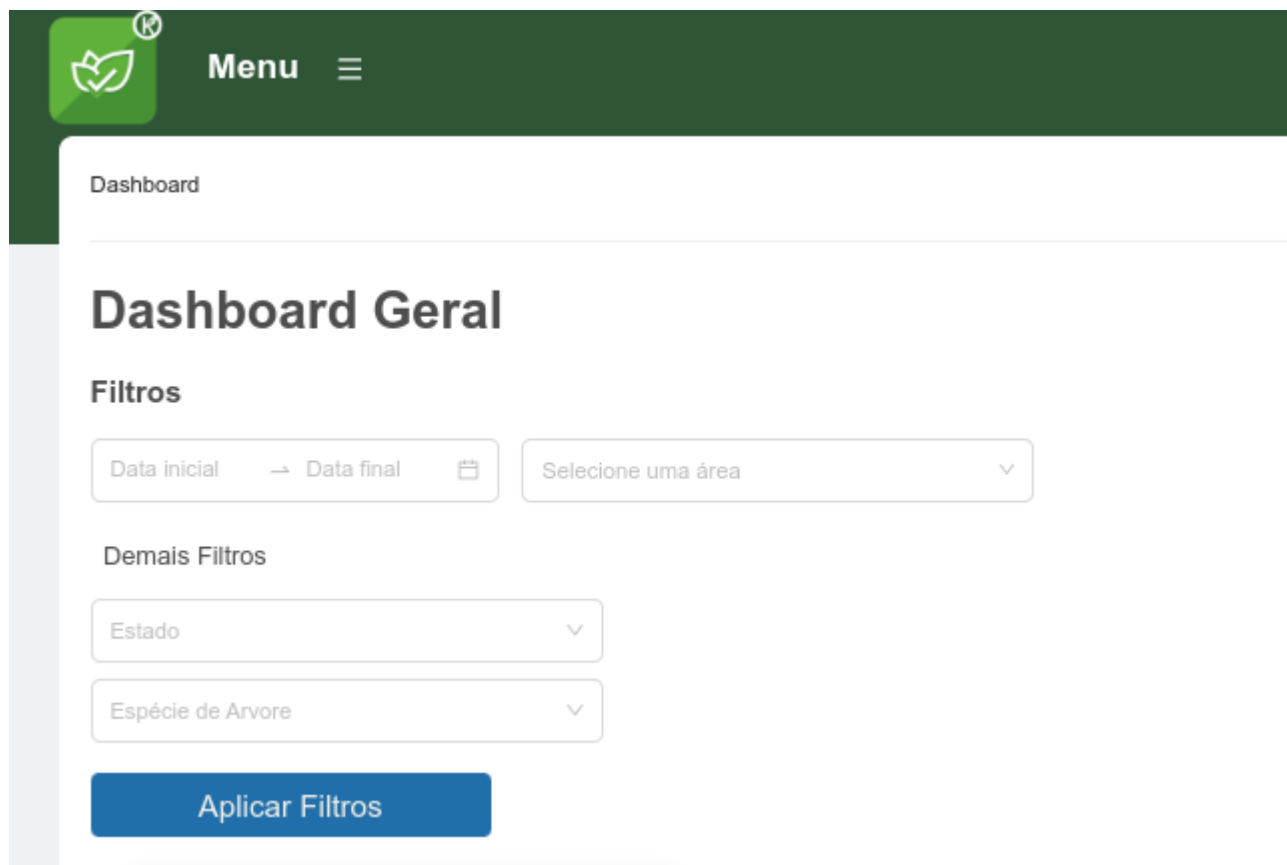 Menu
Dashboard
Dashboard Geral
Filtros
Data inicial → Data final
Selecione uma área
Demais Filtros
Estado
Espécie de Arvore
Aplicar Filtros